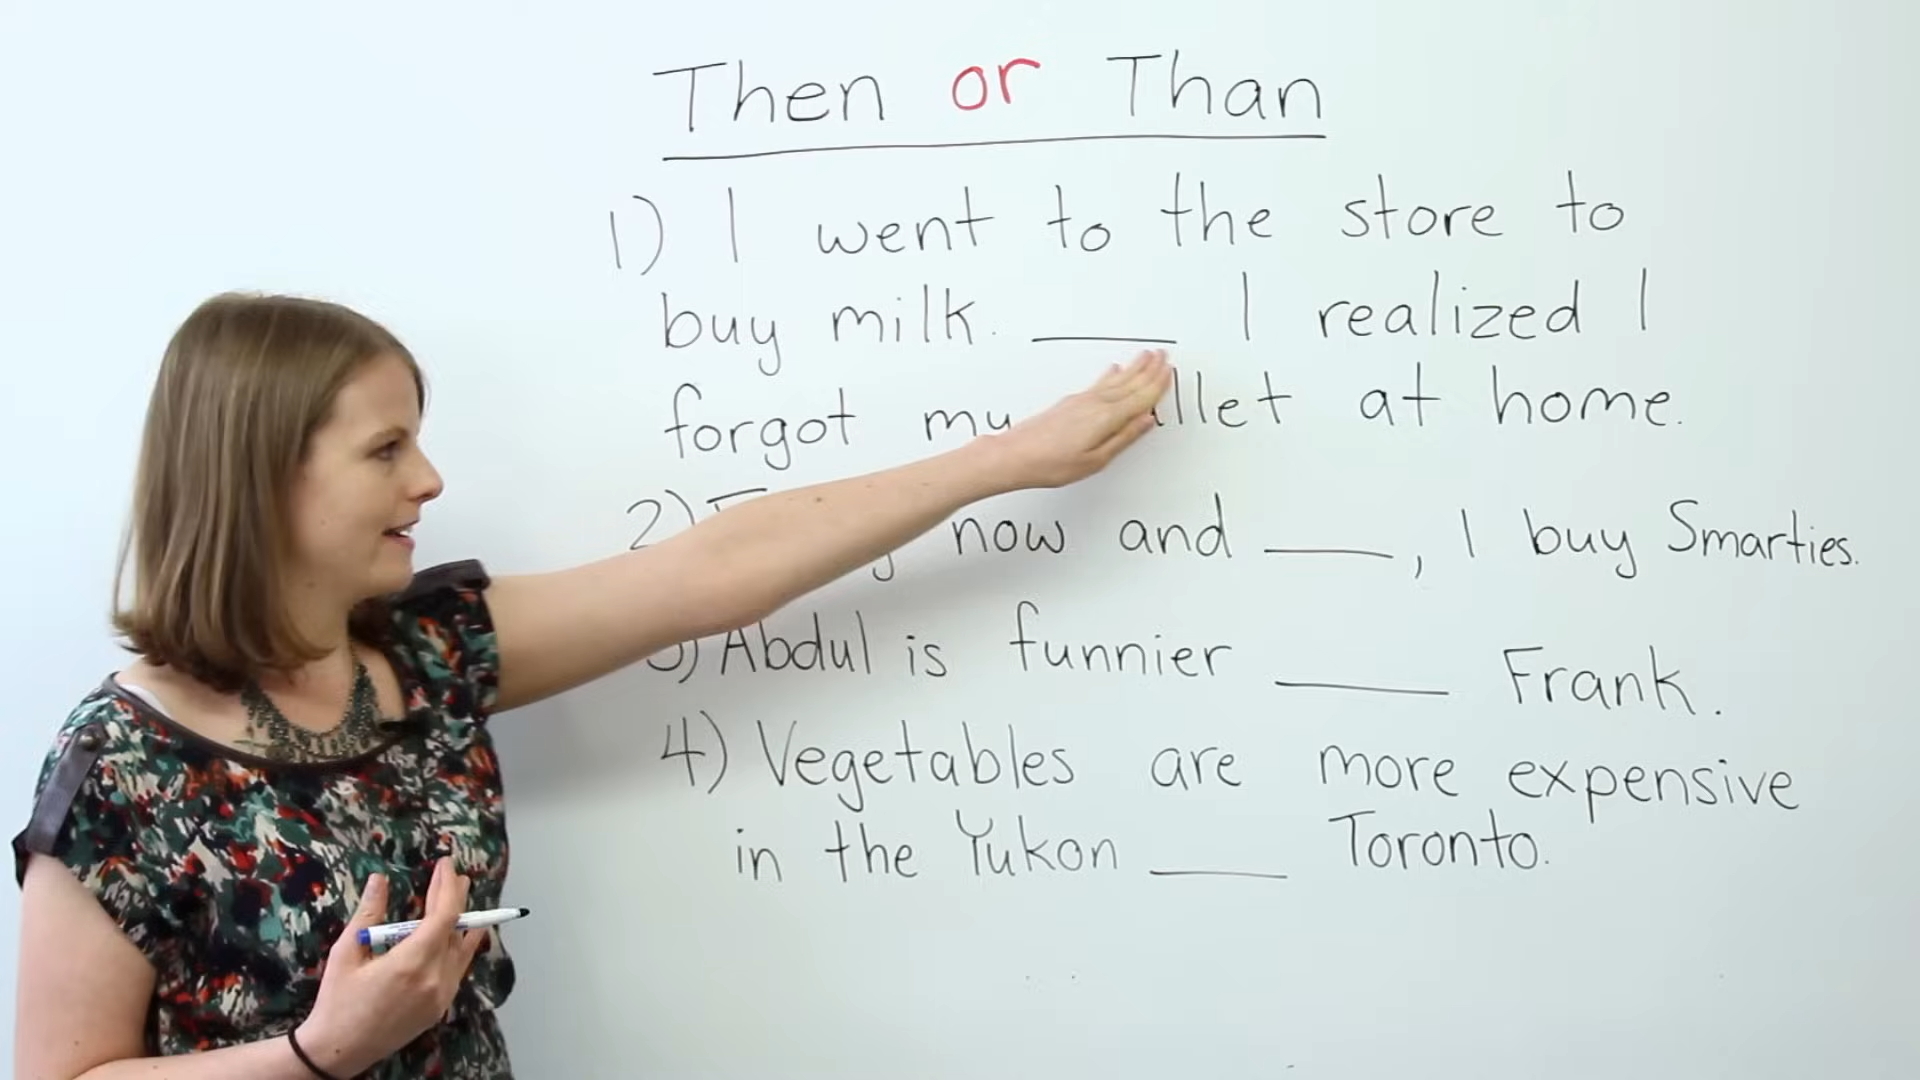 Then or Than
1) I went to the store to
buy milk. ____ I realized I
forgot my wallet at home.
2) now and ____, I buy Smarties.
3) Abdul is funnier ____ Frank.
4) Vegetables are more expensive
in the Yukon ____ Toronto.